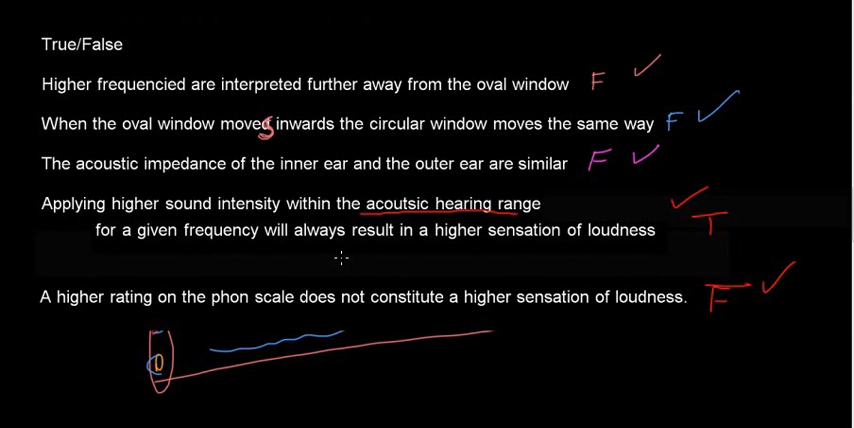 True/False
Higher frequencied are interpreted further away from the oval window F
When the oval window moves inwards the circular window moves the same way F
The acoustic impedance of the inner ear and the outer ear are similar F
Applying higher sound intensity within the acoutsic hearing range
for a given frequency will always result in a higher sensation of loudness T
A higher rating on the phon scale does not constitute a higher sensation of loudness. F